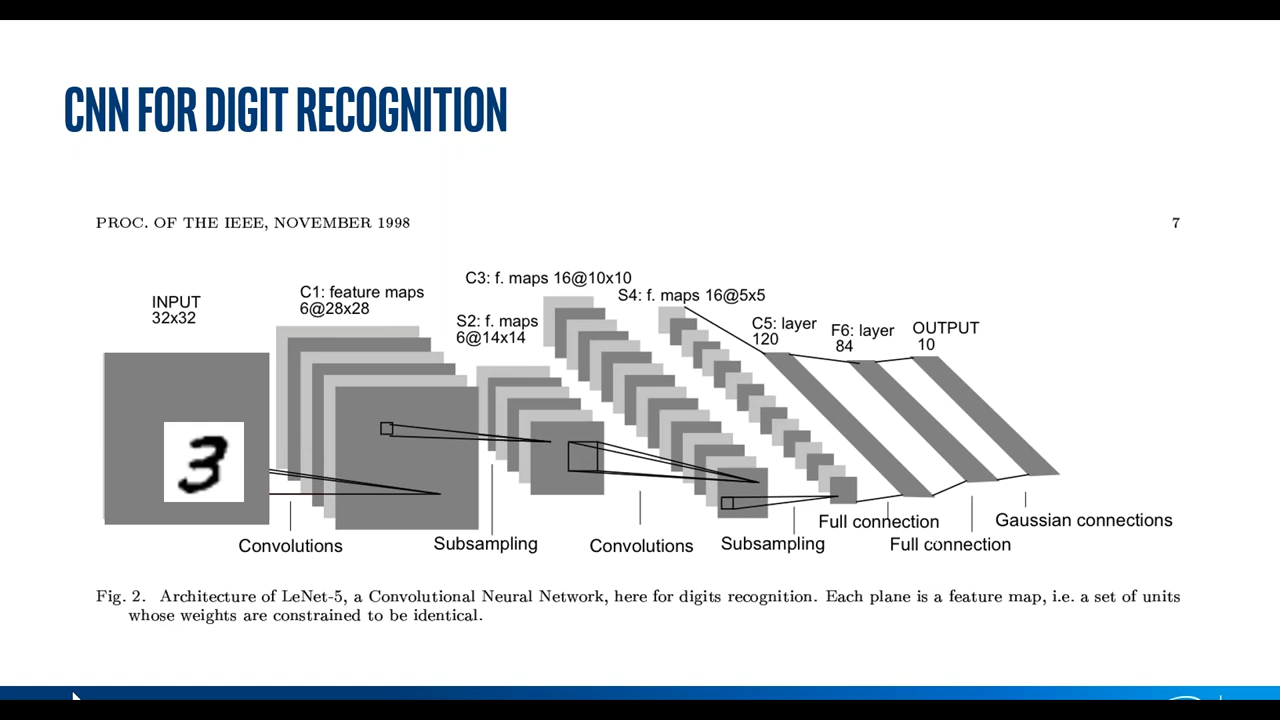 CNN FOR DIGIT RECOGNITION
PROC. OF THE IEEE, NOVEMBER 1998
7
INPUT
32x32
C1: feature maps
6@28x28
S2: f. maps
6@14x14
C3: f. maps 16@10x10
S4: f. maps 16@5x5
C5: layer
120
F6: layer
84
OUTPUT
10
3
Convolutions
Subsampling
Convolutions
Subsampling
Full connection
Full connection
Gaussian connections
Fig. 2. Architecture of LeNet-5, a Convolutional Neural Network, here for digits recognition. Each plane is a feature map, i.e. a set of units
whose weights are constrained to be identical.